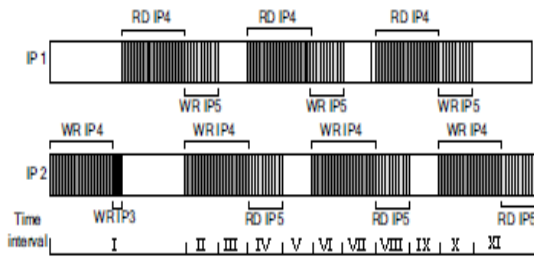 RD IP4 RD IP4 RD IP4
IP 1
WR IP5 WR IP5 WR IP5
WR IP4 WR IP4 WR IP4 WR IP4
IP 2
WR IP3 RD IP5 RD IP5 RD IP5
Time
interval I II III IV V VI VII VIII IX X XI